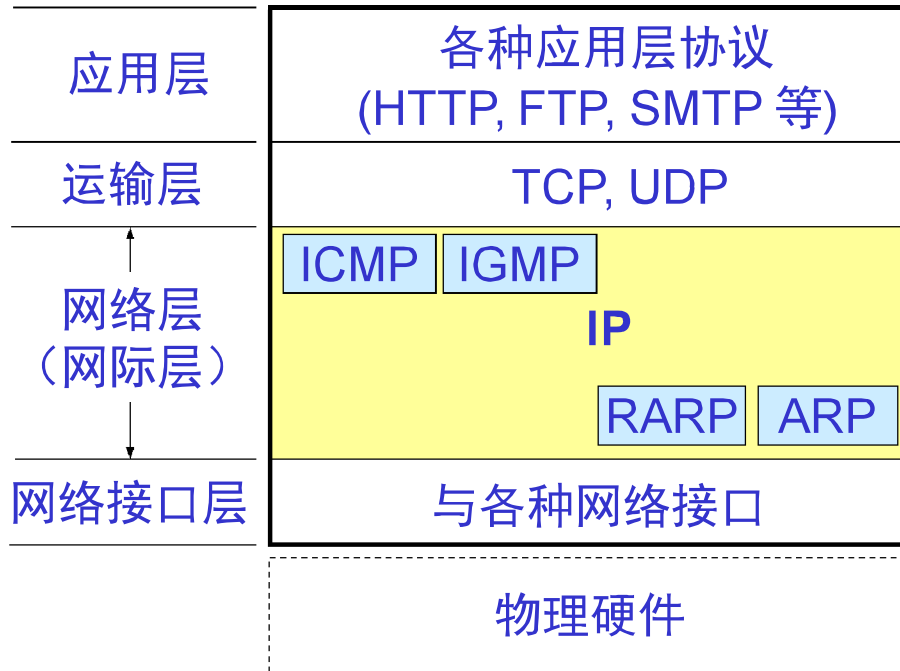 应用层
各种应用层协议
(HTTP, FTP, SMTP 等)
运输层
TCP, UDP
网络层
（网际层）
ICMP
IGMP
IP
RARP
ARP
网络接口层
与各种网络接口
物理硬件